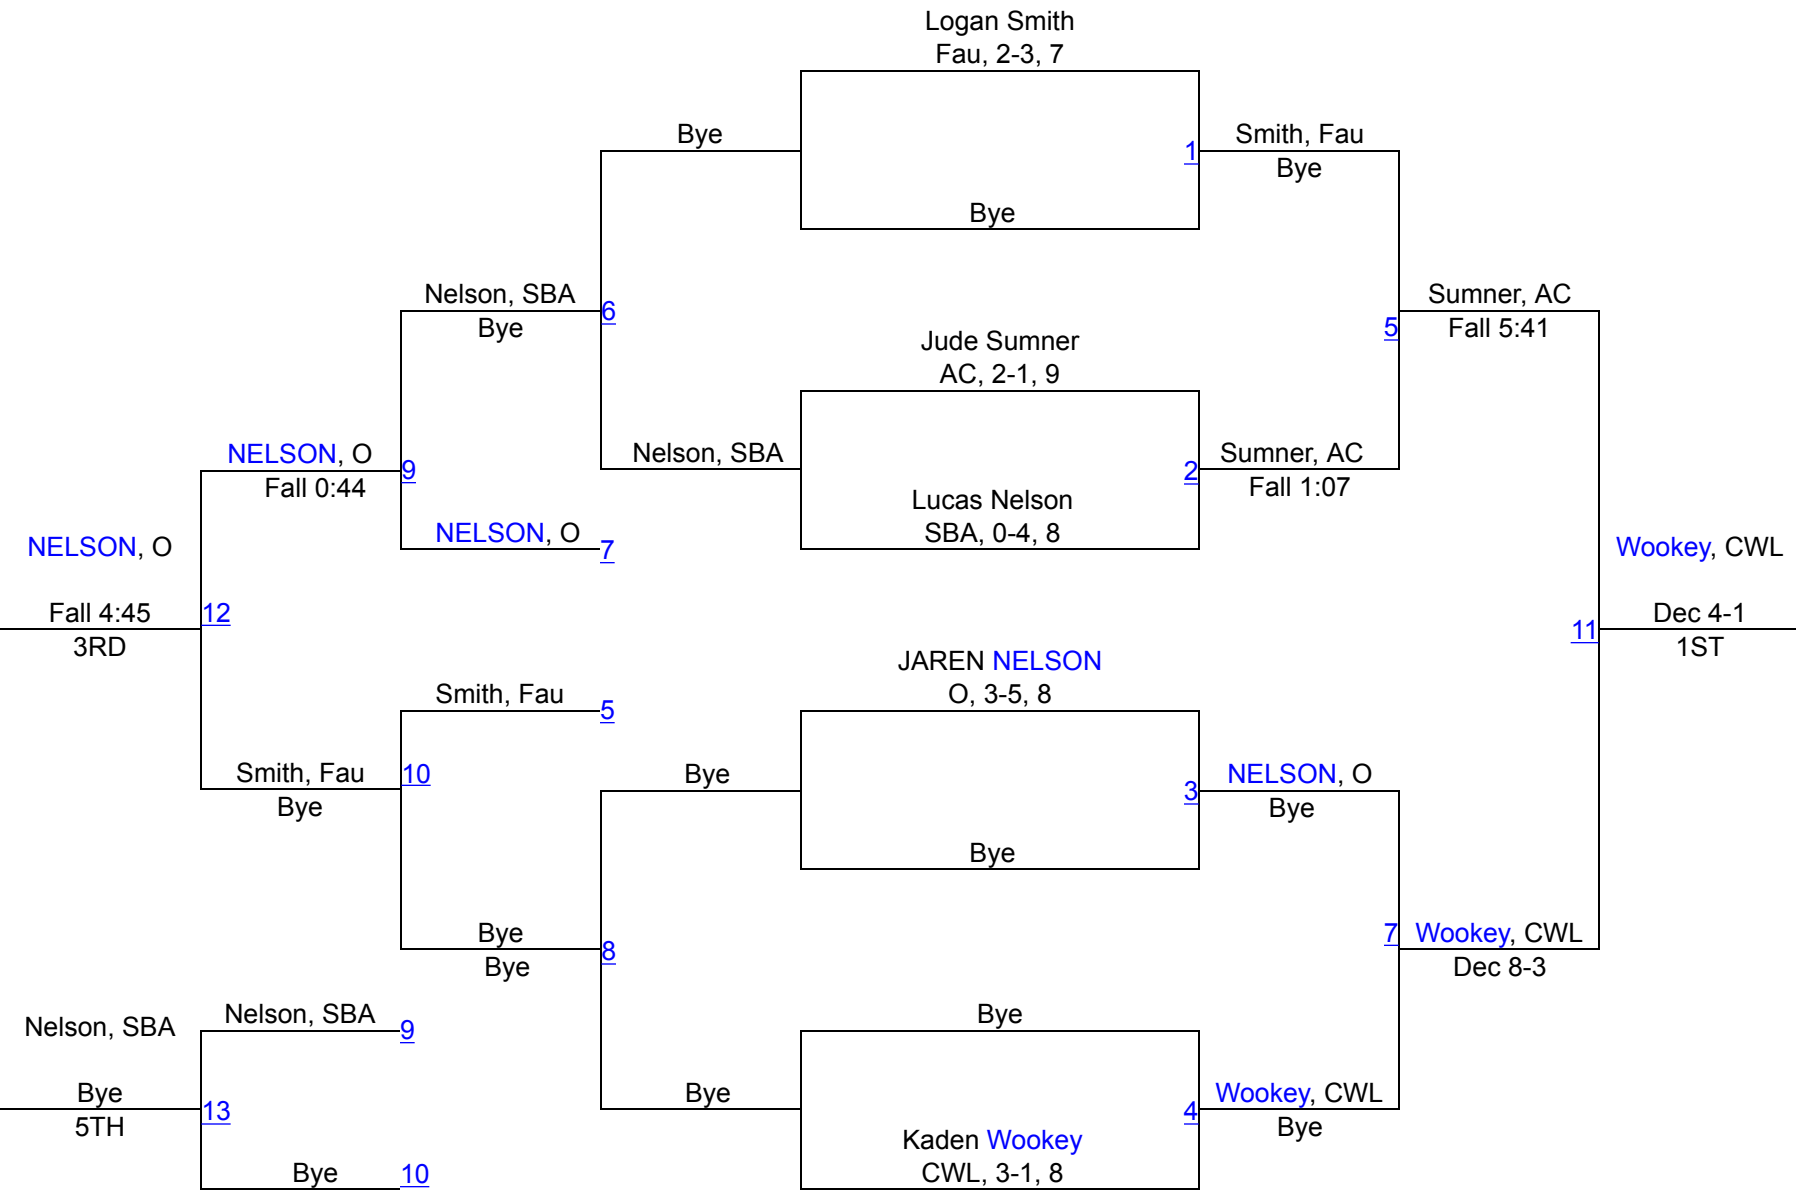 Logan Smith
Fau, 2-3, 7
Bye
1
Smith, Fau
Bye
Bye
Nelson, SBA
Bye
6
Sumner, AC
Fall 5:41
5
Jude Sumner
AC, 2-1, 9
NELSON, O
Fall 0:44
9
Nelson, SBA
2
Sumner, AC
Fall 1:07
Lucas Nelson
SBA, 0-4, 8
NELSON, O
7
NELSON, O
Fall 4:45
3RD
12
Wookey, CWL
Dec 4-1
1ST
11
JAREN NELSON
O, 3-5, 8
Smith, Fau
5
Smith, Fau
Bye
10
Bye
3
NELSON, O
Bye
Bye
Bye
Bye
8
7
Wookey, CWL
Dec 8-3
Nelson, SBA
Nelson, SBA
9
Bye
Bye
5TH
13
Bye
4
Wookey, CWL
Bye
Kaden Wookey
CWL, 3-1, 8
Bye
10